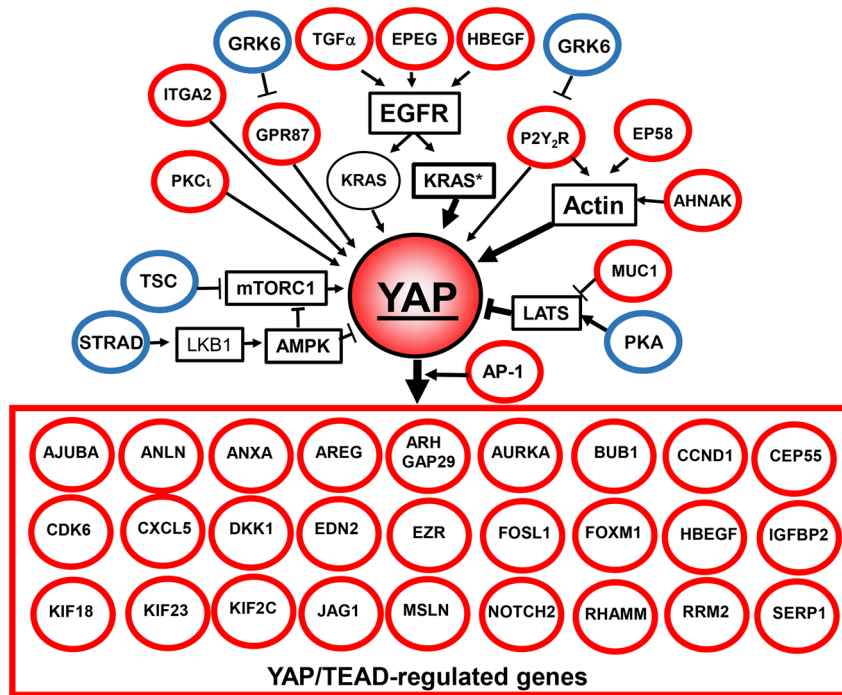 GRK6
TGFα
EPEG
HBEGF
GRK6
ITGA2
GPR87
EGFR
P2Y₂R
EP58
PKCι
KRAS
KRAS*
Actin
AHNAK
TSC
mTORC1
YAP
MUC1
LATS
STRAD
LKB1
AMPK
PKA
AP-1
AJUBA
ANLN
ANXA
AREG
ARH
GAP29
AURKA
BUB1
CCND1
CEP55
CDK6
CXCL5
DKK1
EDN2
EZR
FOSL1
FOXM1
HBEGF
IGFBP2
KIF18
KIF23
KIF2C
JAG1
MSLN
NOTCH2
RHAMM
RRM2
SERP1
YAP/TEAD-regulated genes